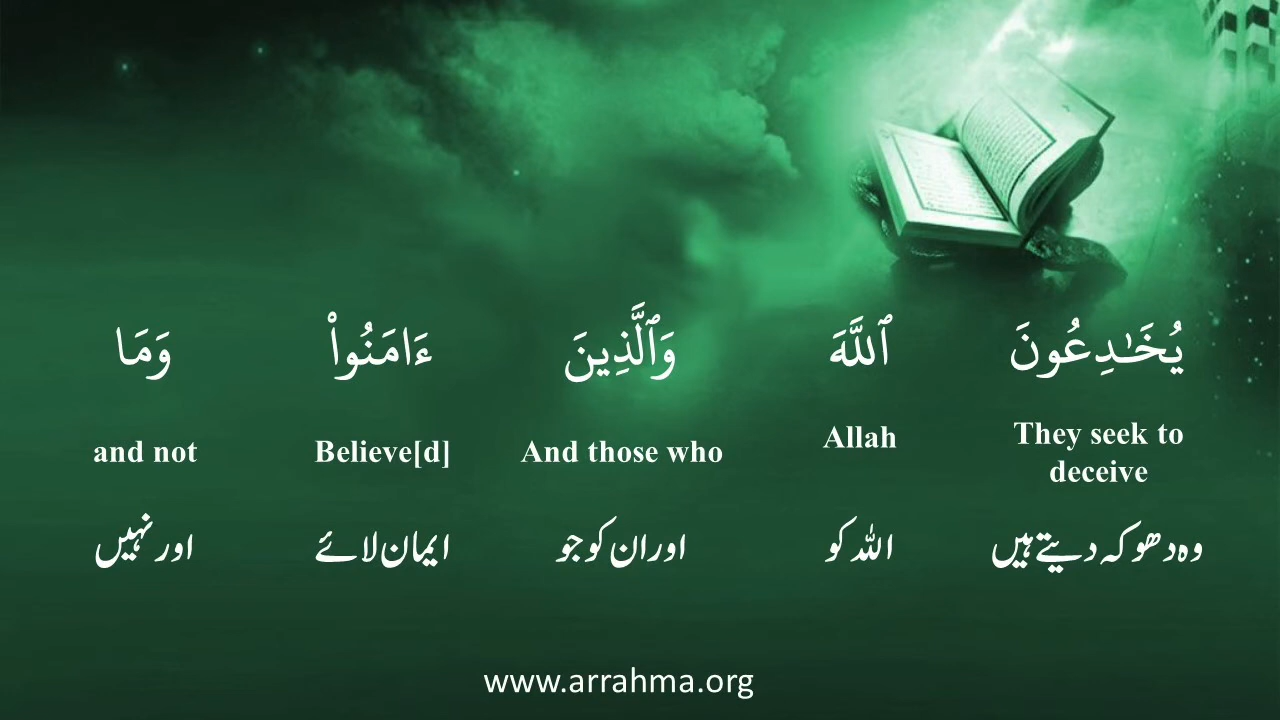 يُخَـٰدِعُونَ ٱللَّهَ وَٱلَّذِينَ ءَامَنُوا۟ وَمَا
They seek to deceive Allah And those who Believe[d] and not
وہ دھوکہ دیتے ہیں اللہ کو اور ان کو جو ایمان لائے اور نہیں
www.arrahma.org